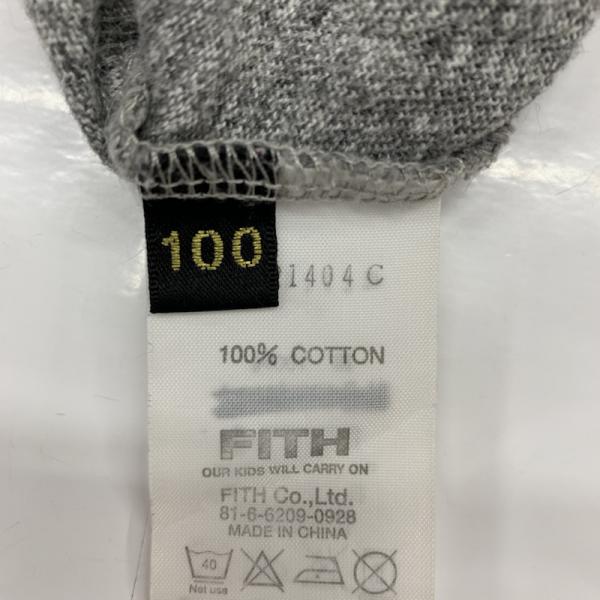 100
1404 C
100% COTTON
FITH
OUR KIDS WILL CARRY ON
FITH Co.,Ltd.
81-6-6209-0928
MADE IN CHINA
40
Not use